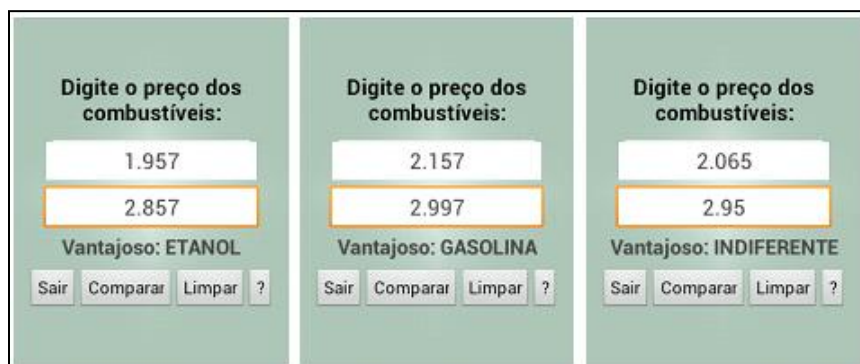 Digite o preço dos
combustíveis:
1.957
2.857
Vantajoso: ETANOL
Sair Comparar Limpar ?
Digite o preço dos
combustíveis:
2.157
2.997
Vantajoso: GASOLINA
Sair Comparar Limpar ?
Digite o preço dos
combustíveis:
2.065
2.95
Vantajoso: INDIFERENTE
Sair Comparar Limpar ?